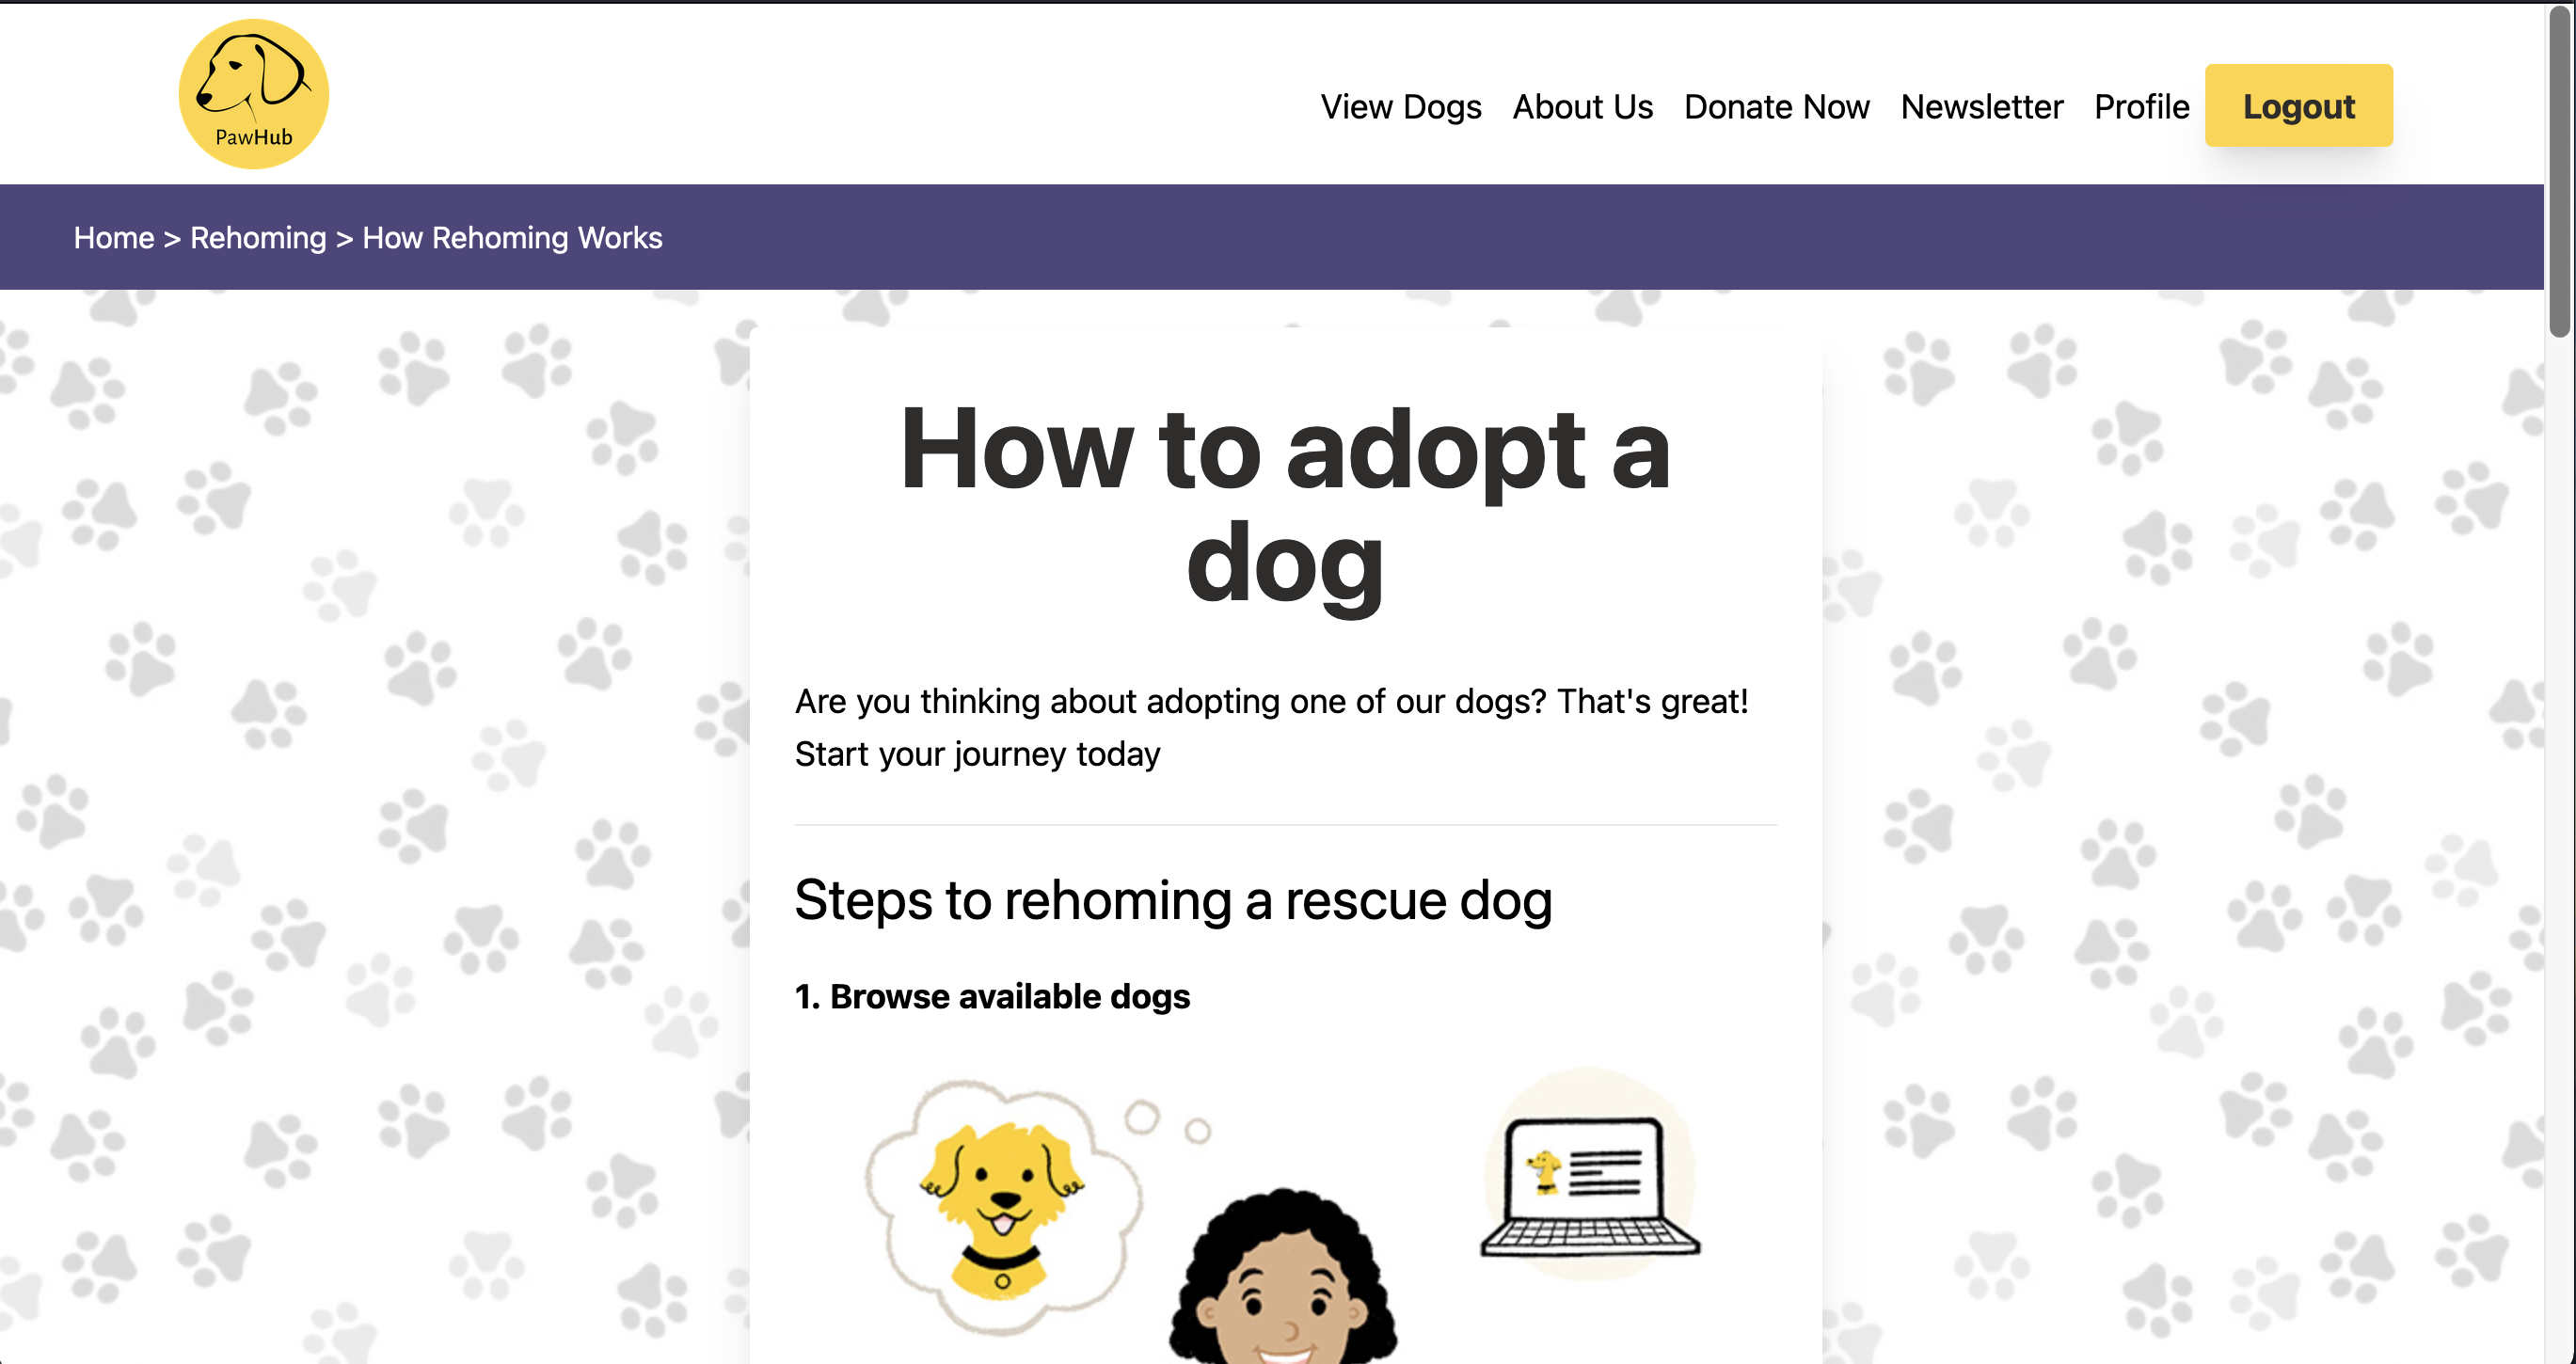 PawHub
View Dogs About Us Donate Now Newsletter Profile Logout
Home > Rehoming > How Rehoming Works
How to adopt a
dog
Are you thinking about adopting one of our dogs? That's great!
Start your journey today
Steps to rehoming a rescue dog
1. Browse available dogs